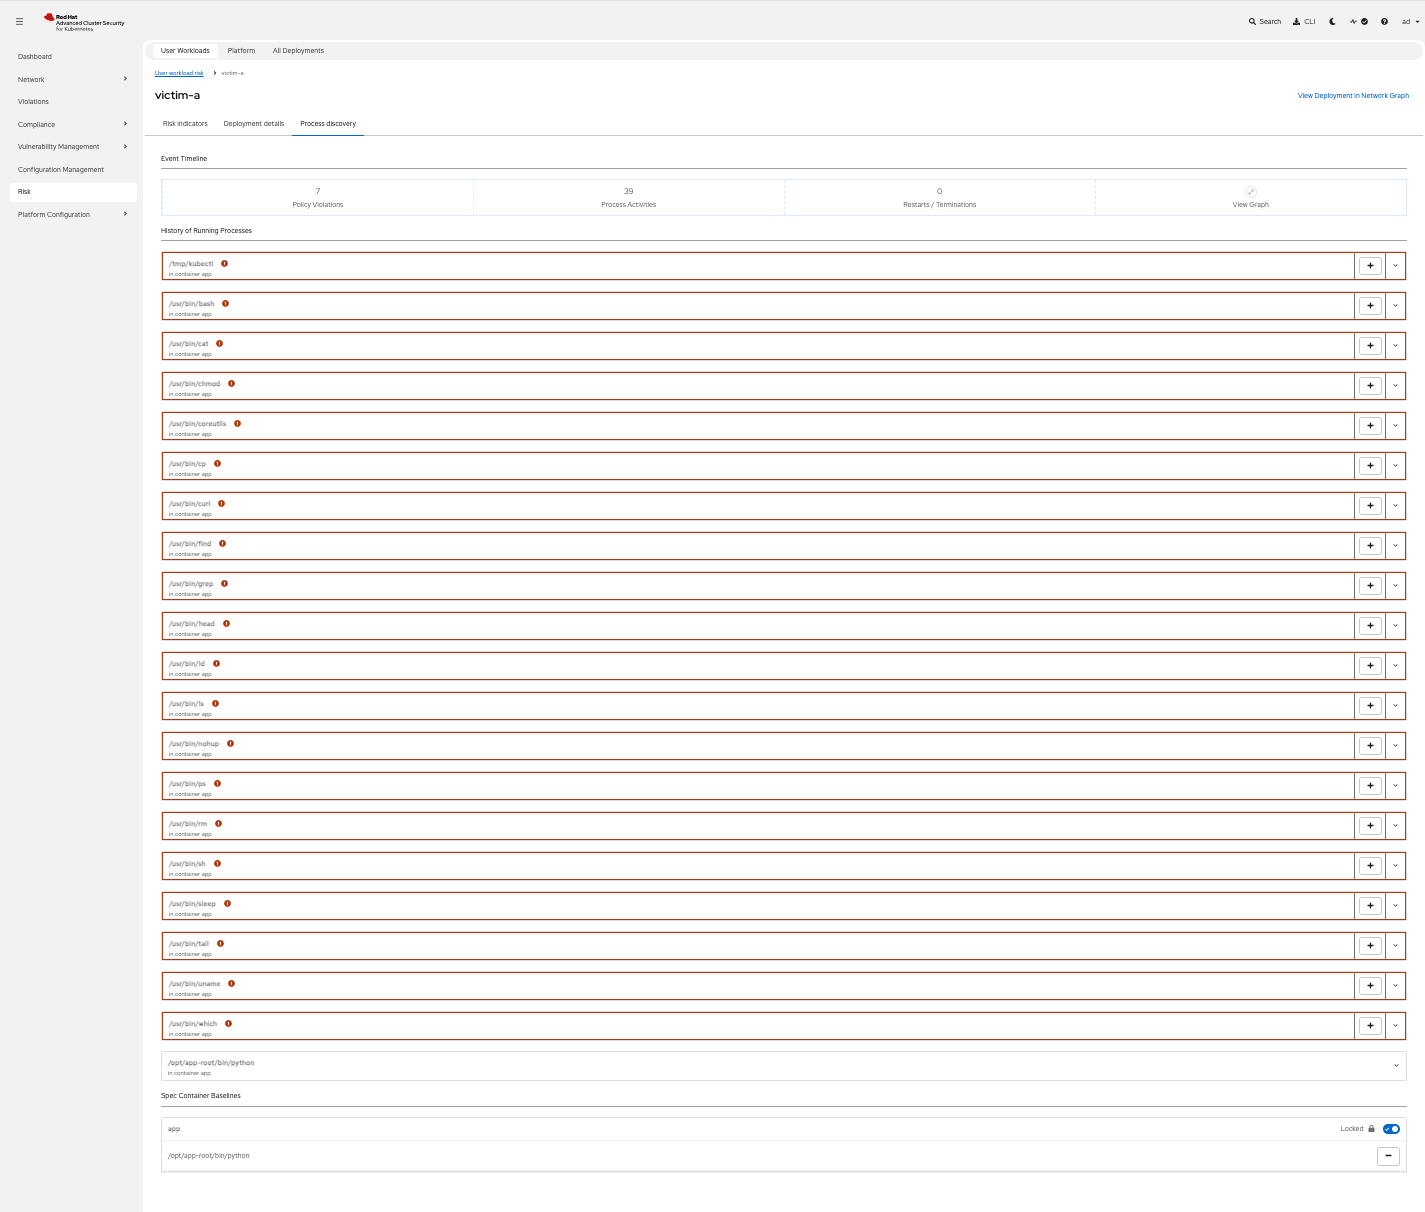 Red Hat
Advanced Cluster Security
for Kubernetes
Search
CLI
ad
Dashboard
Network
Violations
Compliance
Vulnerability Management
Configuration Management
Risk
Platform Configuration
User Workloads
Platform
All Deployments
User workload risk
victim-a
victim-a
View Deployment in Network Graph
Risk indicators
Deployment details
Process discovery
Event Timeline
7
Policy Violations
39
Process Activities
0
Restarts / Terminations
View Graph
History of Running Processes
/tmp/kubectl
in container app
/usr/bin/bash
in container app
/usr/bin/cat
in container app
/usr/bin/chmod
in container app
/usr/bin/coreutils
in container app
/usr/bin/cp
in container app
/usr/bin/curl
in container app
/usr/bin/find
in container app
/usr/bin/grep
in container app
/usr/bin/head
in container app
/usr/bin/id
in container app
/usr/bin/ls
in container app
/usr/bin/nohup
in container app
/usr/bin/ps
in container app
/usr/bin/rm
in container app
/usr/bin/sh
in container app
/usr/bin/sleep
in container app
/usr/bin/tail
in container app
/usr/bin/uname
in container app
/usr/bin/which
in container app
/opt/app-root/bin/python
in container app
Spec Container Baselines
app
Locked
/opt/app-root/bin/python